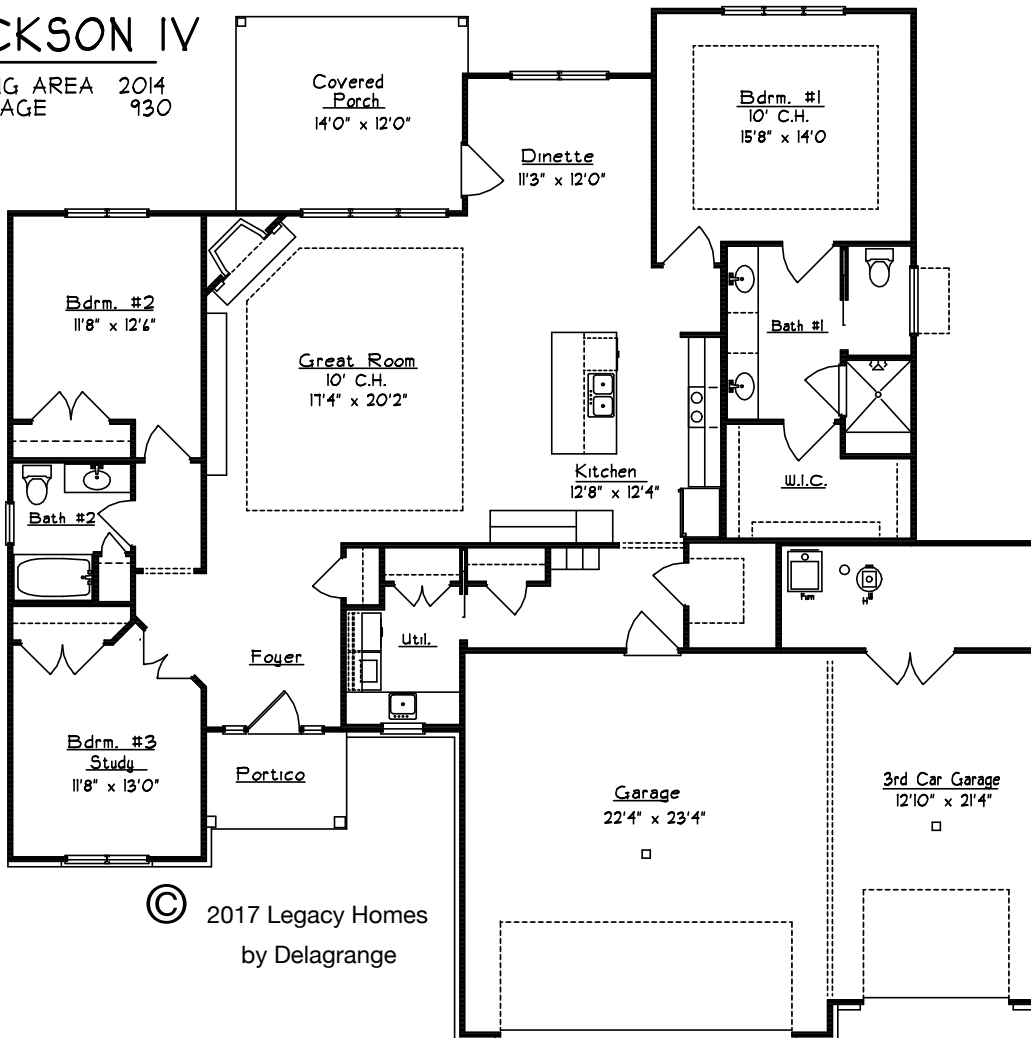 CKSON IV
G AREA 2014
AGE 930
Covered
Porch
14'0" x 12'0"
Dinette
11'3" x 12'0"
Bdrm. #1
10' C.H.
15'8" x 14'0
Bdrm. #2
11'8" x 12'6"
Great Room
10' C.H.
17'4" x 20'2"
Bath #1
Kitchen
12'8" x 12'4"
W.I.C.
Bath #2
Furn
Util.
Foyer
Bdrm. #3
Study
11'8" x 13'0"
Portico
Garage
22'4" x 23'4"
3rd Car Garage
12'10" x 21'4"
© 2017 Legacy Homes
by Delagrange